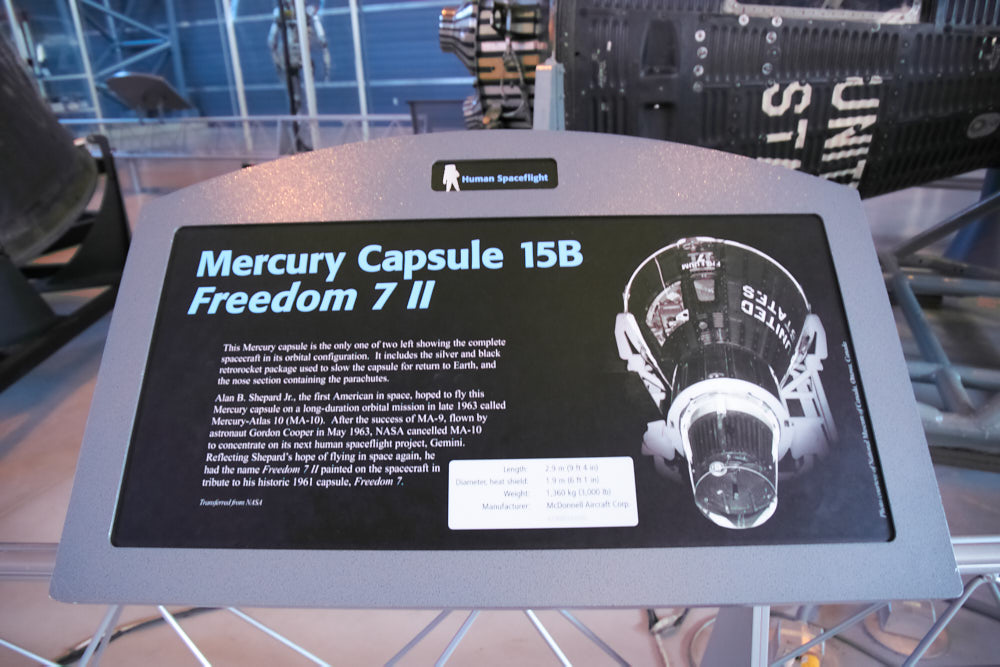 UNIT
ST
Human Spaceflight
Mercury Capsule 15B
Freedom 7 II
This Mercury capsule is the only one of two left showing the complete
spacecraft in its orbital configuration. It includes the silver and black
retrorocket package used to slow the capsule for return to Earth, and
the nose section containing the parachutes.
Alan B. Shepard Jr., the first American in space, hoped to fly this
Mercury capsule on a long-duration orbital mission in late 1963 called
Mercury-Atlas 10 (MA-10). After the success of MA-9, flown by
astronaut Gordon Cooper in May 1963, NASA cancelled MA-10
to concentrate on its next human spaceflight project, Gemini.
Reflecting Shepard's hope of flying in space again, he
had the name Freedom 7 II painted on the spacecraft in
tribute to his historic 1961 capsule, Freedom 7.
Transferred from NASA
Length: 2.9 m (9 ft 4 in)
Diameter, heat shield: 1.9 m (6 ft 1 in)
Weight: 1,360 kg (3,000 lb)
Manufacturer: McDonnell Aircraft Corp.
UNITED
STATES